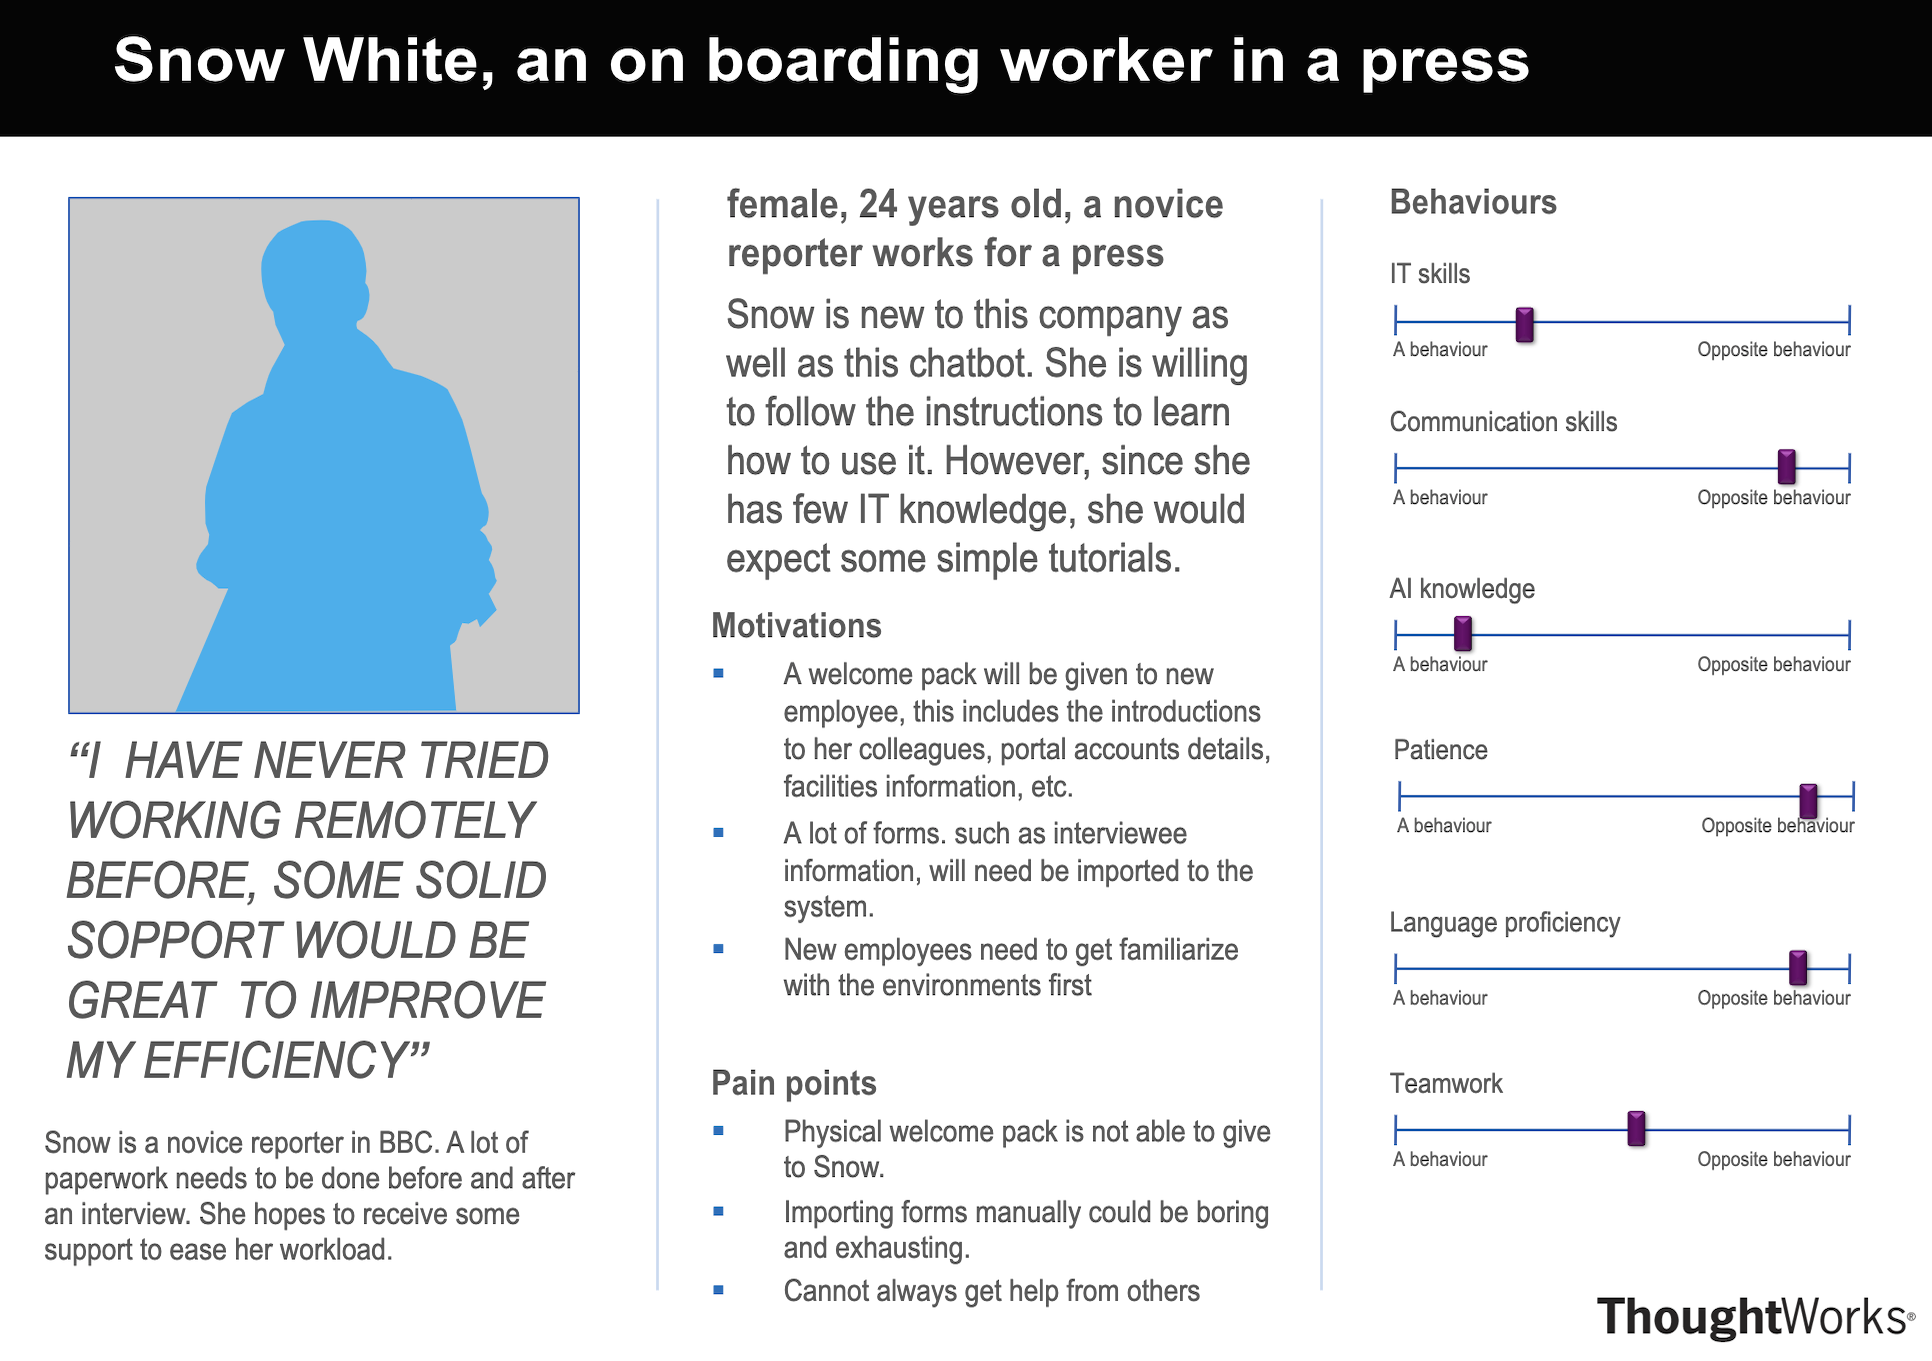 Snow White, an on boarding worker in a press
“I HAVE NEVER TRIED
WORKING REMOTELY
BEFORE, SOME SOLID
SOPPORT WOULD BE
GREAT TO IMPRROVE
MY EFFICIENCY”
Snow is a novice reporter in BBC. A lot of
paperwork needs to be done before and after
an interview. She hopes to receive some
support to ease her workload.
female, 24 years old, a novice
reporter works for a press
Snow is new to this company as
well as this chatbot. She is willing
to follow the instructions to learn
how to use it. However, since she
has few IT knowledge, she would
expect some simple tutorials.
Motivations
A welcome pack will be given to new
employee, this includes the introductions
to her colleagues, portal accounts details,
facilities information, etc.
A lot of forms. such as interviewee
information, will need be imported to the
system.
New employees need to get familiarize
with the environments first
Pain points
Physical welcome pack is not able to give
to Snow.
Importing forms manually could be boring
and exhausting.
Cannot always get help from others
Behaviours
IT skills
A behaviour Opposite behaviour
Communication skills
A behaviour Opposite behaviour
AI knowledge
A behaviour Opposite behaviour
Patience
A behaviour Opposite behaviour
Language proficiency
A behaviour Opposite behaviour
Teamwork
A behaviour Opposite behaviour
ThoughtWorks®